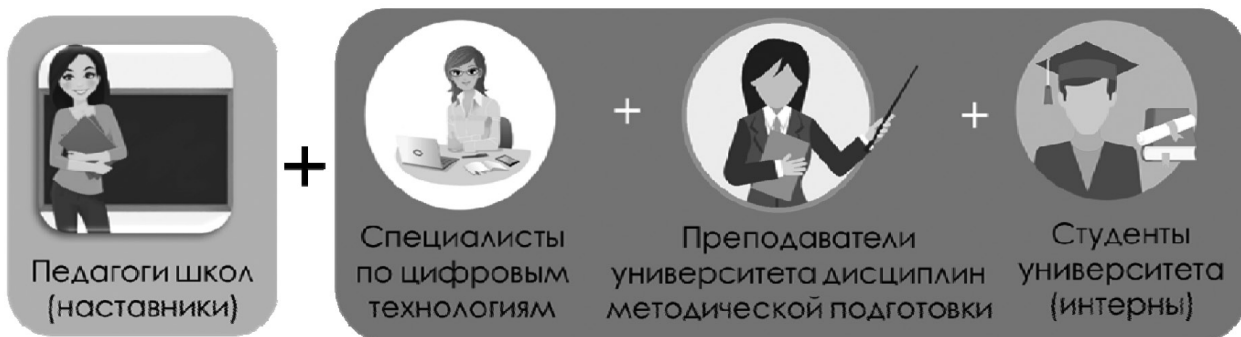 Педагоги школ
(наставники)
+
Специалисты
по цифровым
технологиям
+
Преподаватели
университета дисциплин
методической подготовки
+
Студенты
университета
(интерны)